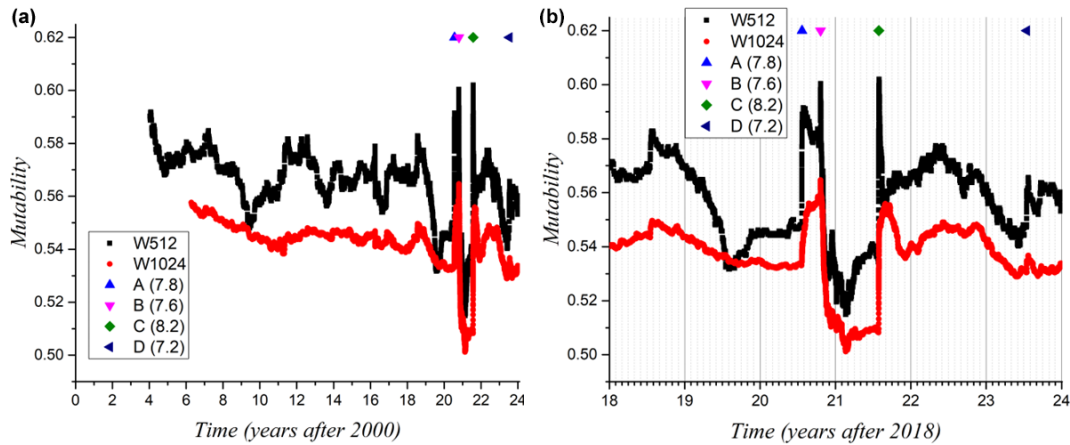 (a)
0.62
0.60
0.58
0.56
0.54
0.52
0.50
Mutability
W512
W1024
A (7.8)
B (7.6)
C (8.2)
D (7.2)
0 2 4 6 8 10 12 14 16 18 20 22 24
Time (years after 2000)
(b)
0.62
0.60
0.58
0.56
0.54
0.52
0.50
Mutability
W512
W1024
A (7.8)
B (7.6)
C (8.2)
D (7.2)
18 19 20 21 22 23 24
Time (years after 2018)